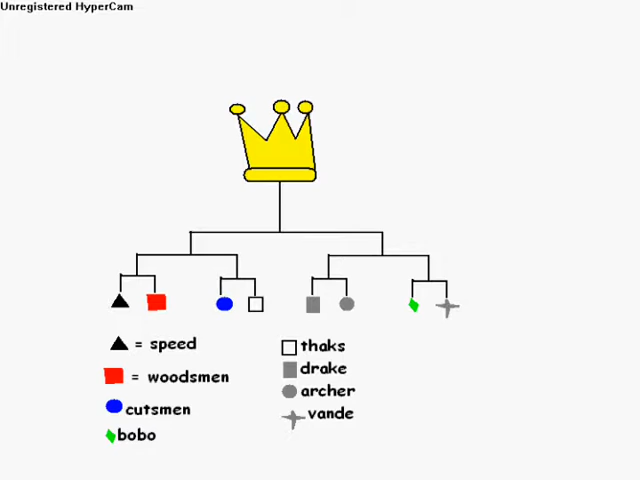 Unregistered HyperCam
= speed
= woodsmen
cutsmen
bobo
thaks
drake
archer
vande